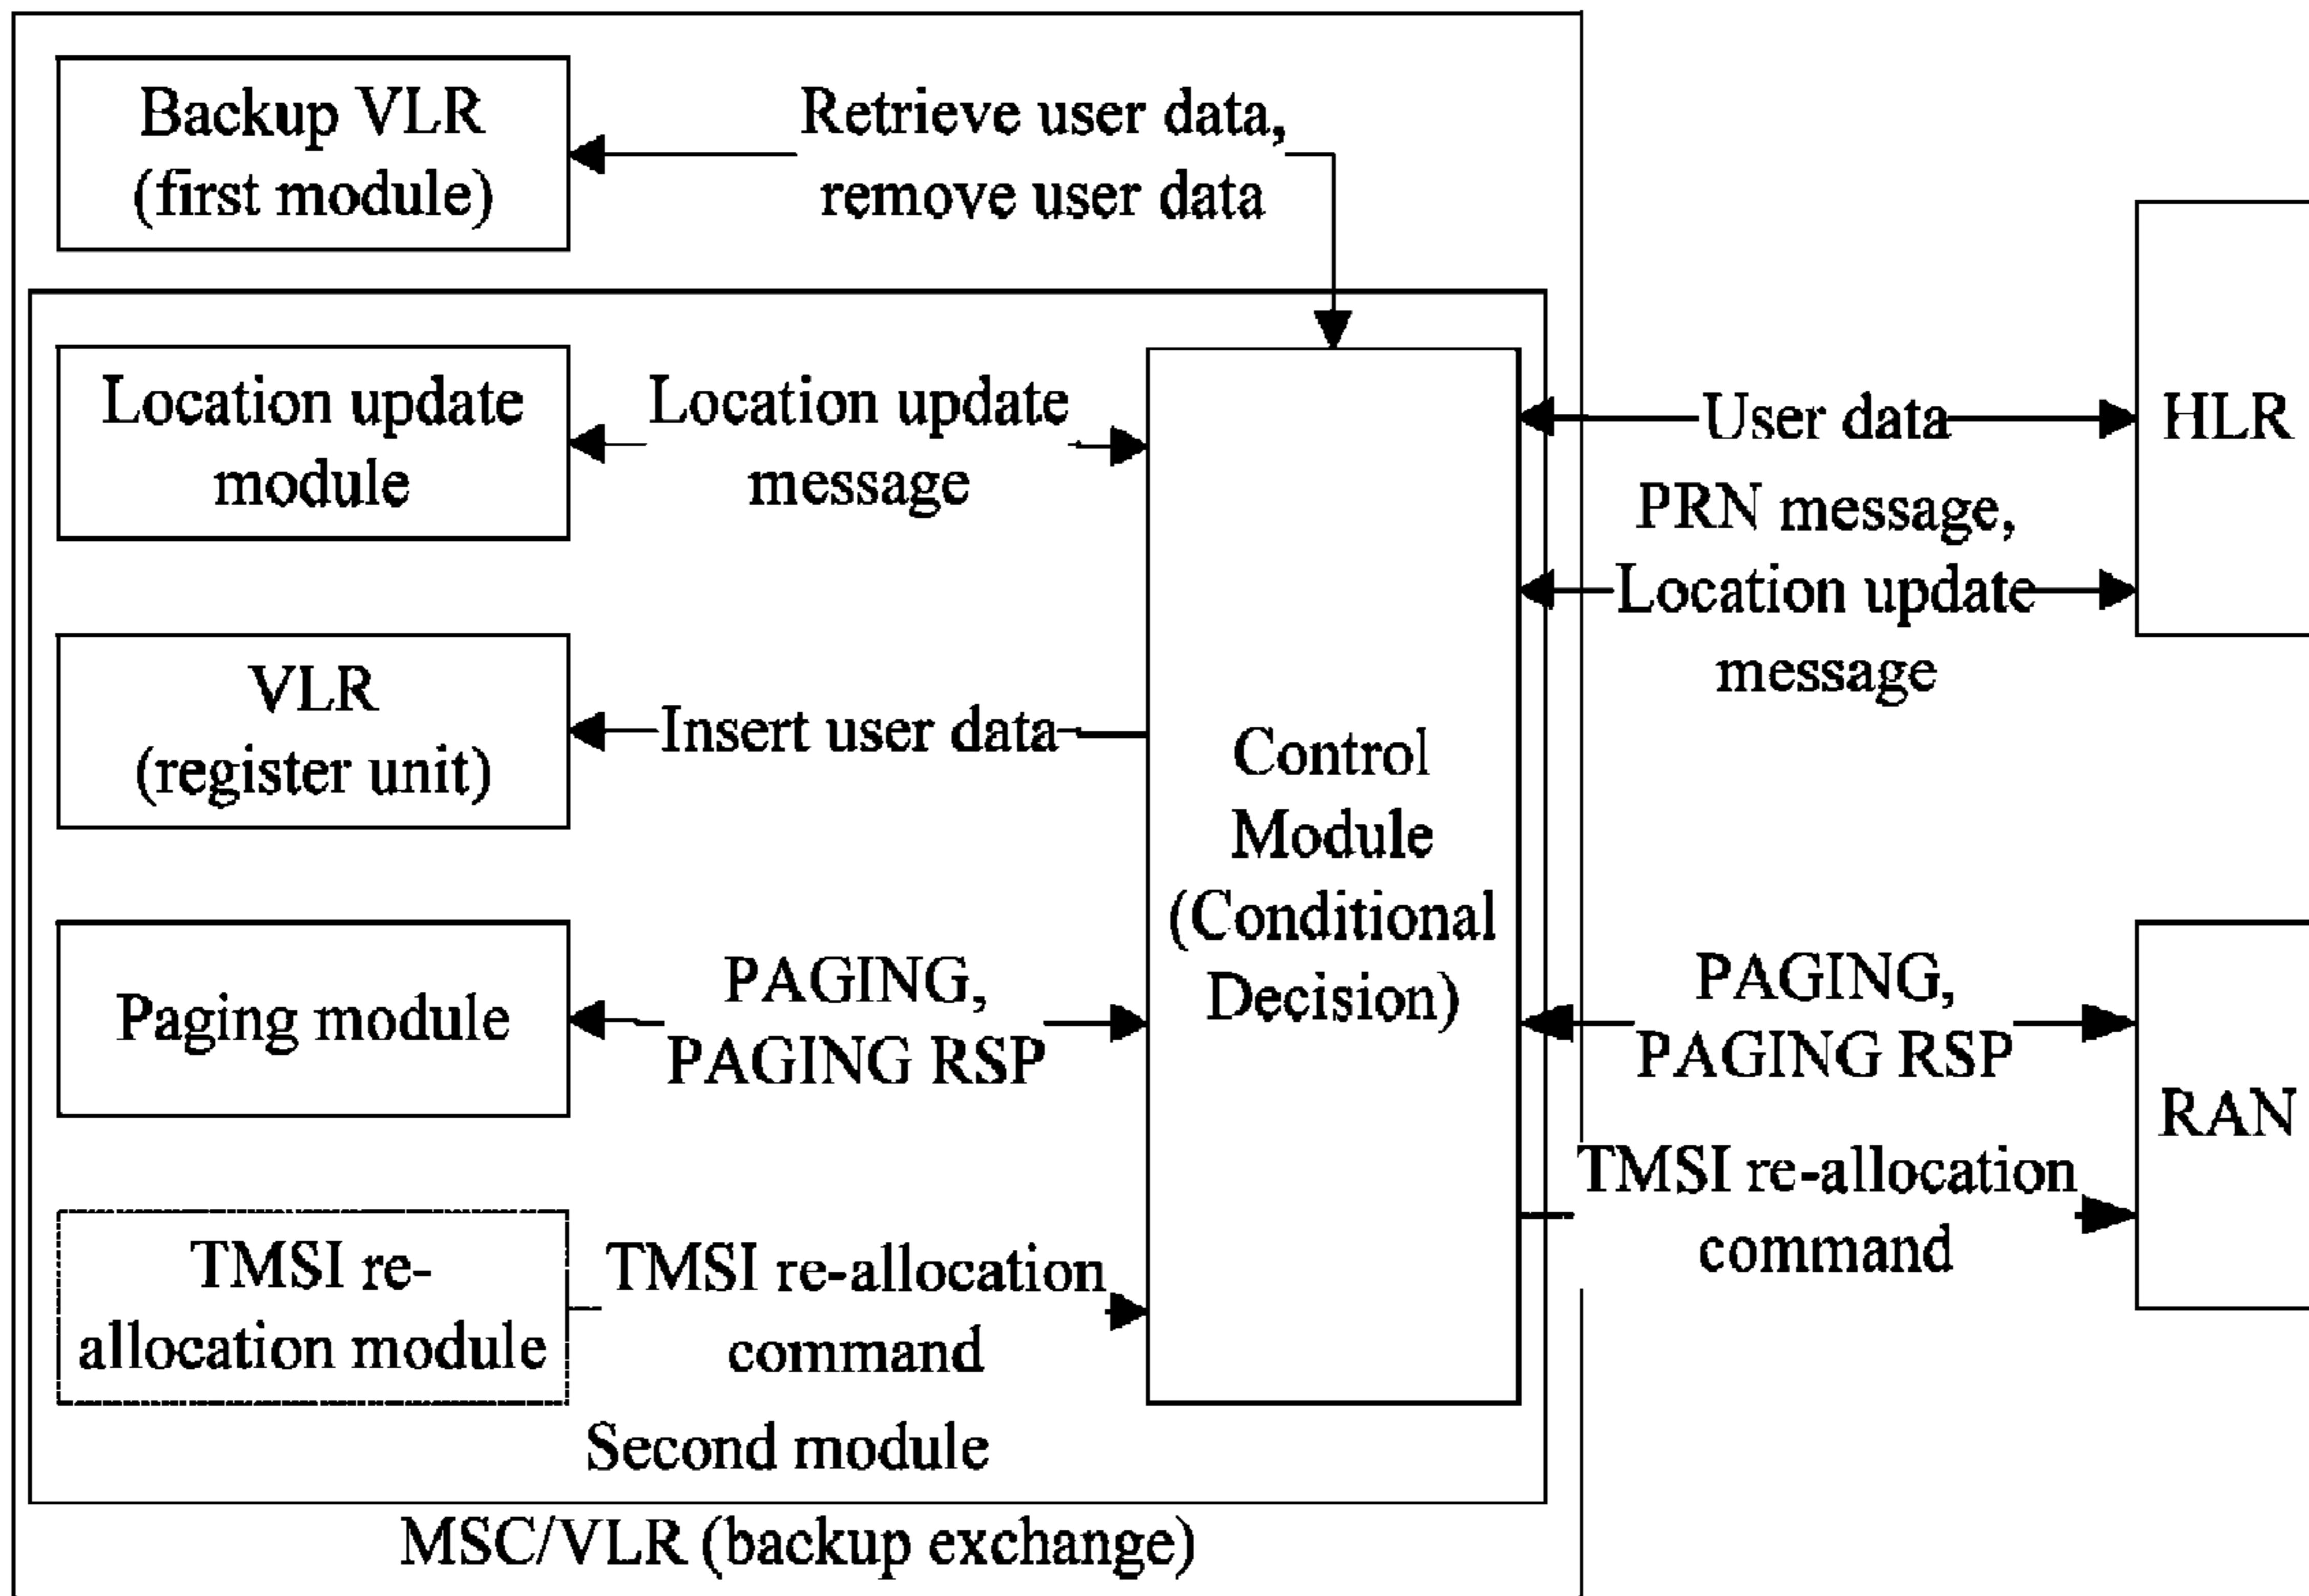 Backup VLR
(first module)
Retrieve user data,
remove user data
Location update
module
Location update
message
VLR
(register unit)
Insert user data
Paging module
PAGING,
PAGING RSP
TMSI re-
allocation module
TMSI re-allocation
command
Control
Module
(Conditional
Decision)
Second module
MSC/VLR (backup exchange)
User data
PRN message,
Location update
message
HLR
PAGING,
PAGING RSP
TMSI re-allocation
command
RAN